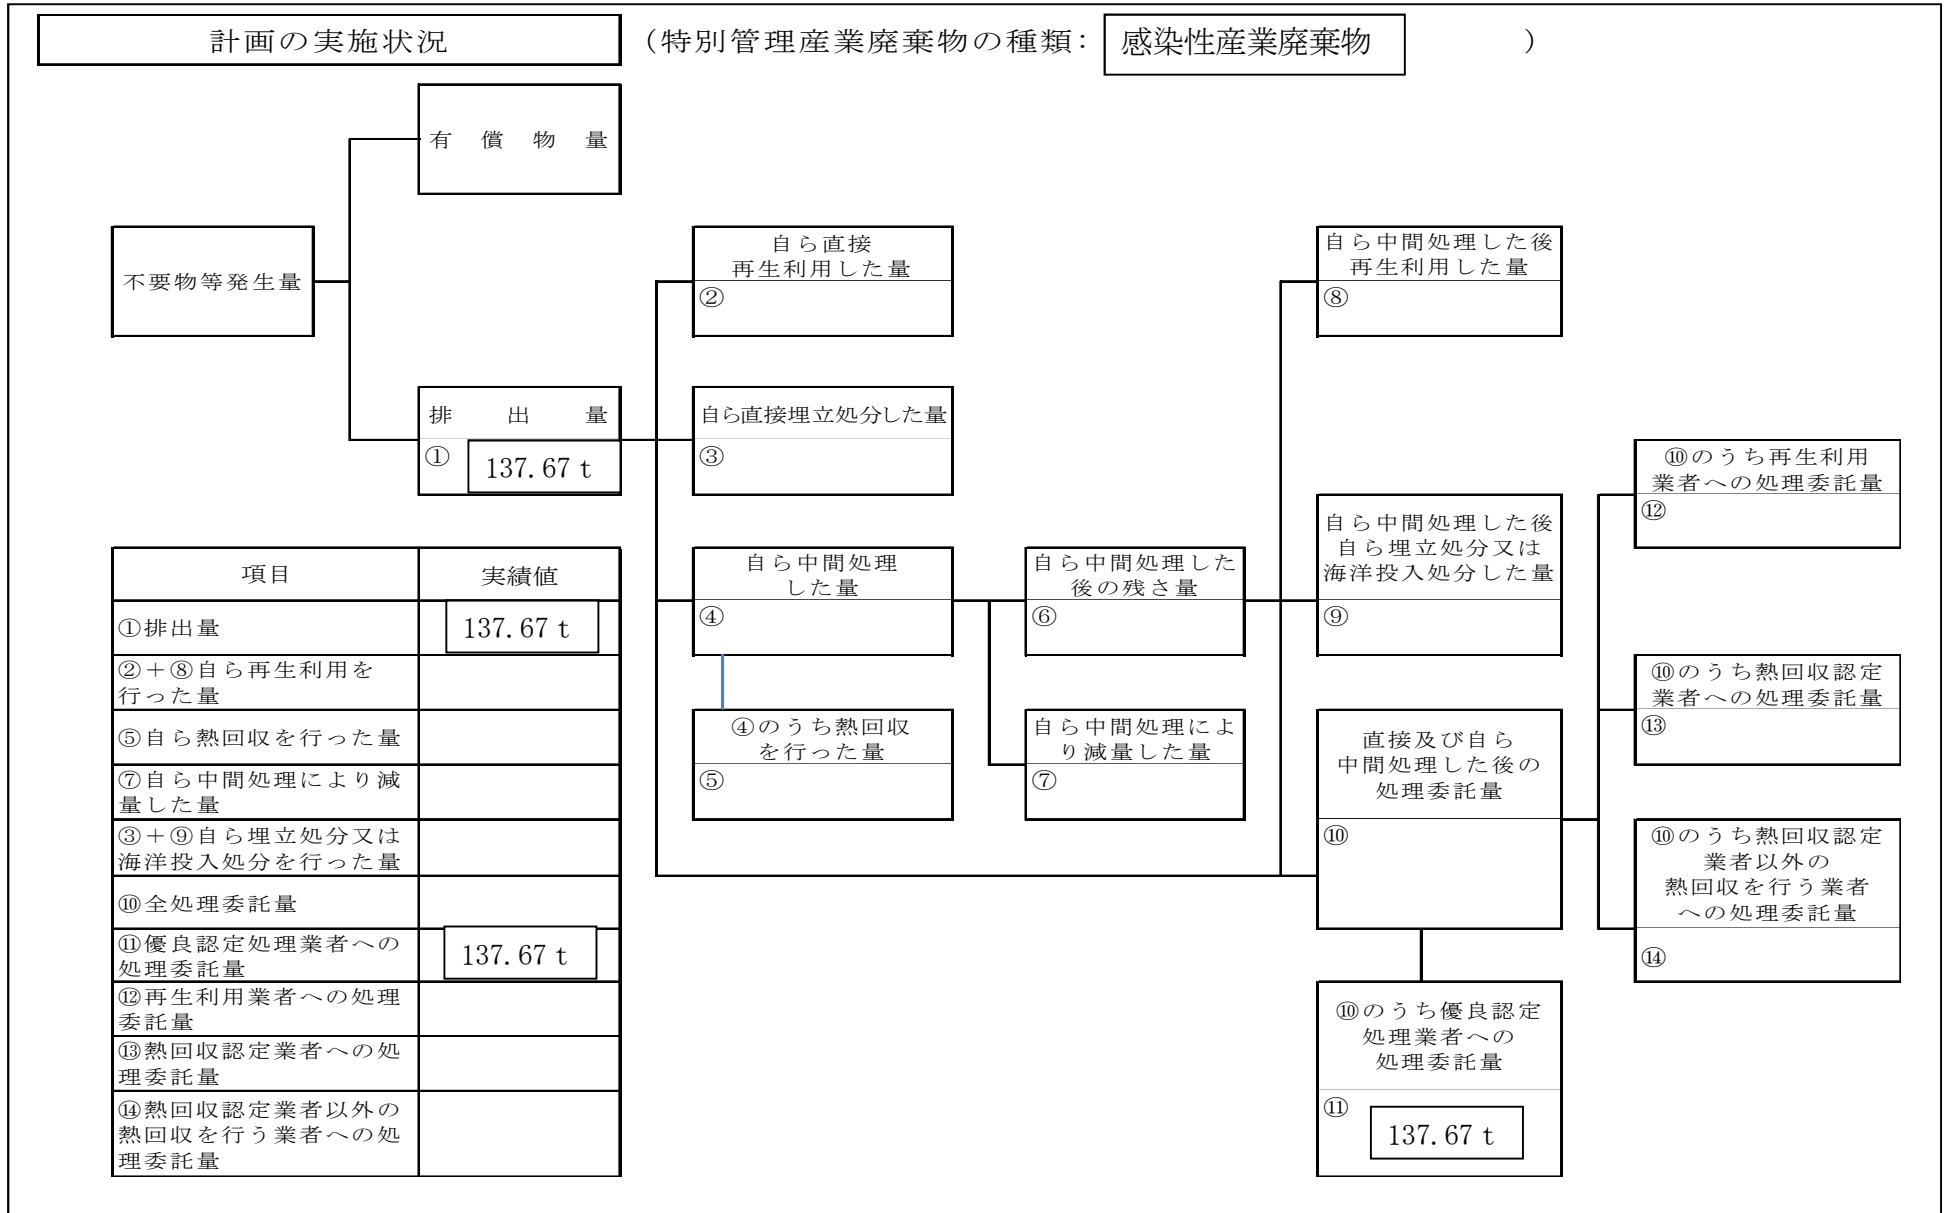 計画の実施状況
（特別管理産業廃棄物の種類： 感染性産業廃棄物 ）
有償物量
不要物等発生量
排出量
① 137.67 t
自ら直接
再生利用した量
②
自ら直接埋立処分した量
③
自ら中間処理
した量
④
④のうち熱回収
を行った量
⑤
自ら中間処理した
後の残さ量
⑥
自ら中間処理によ
り減量した量
⑦
自ら中間処理した後
再生利用した量
⑧
自ら中間処理した後
自ら埋立処分又は
海洋投入処分した量
⑨
直接及び自ら
中間処理した後の
処理委託量
⑩
⑩のうち優良認定
処理業者への
処理委託量
⑪
137.67 t
⑩のうち再生利用
業者への処理委託量
⑫
⑩のうち熱回収認定
業者への処理委託量
⑬
⑩のうち熱回収認定
業者以外の
熱回収を行う業者
への処理委託量
⑭
項目 実績値
①排出量 137.67 t
②＋⑧自ら再生利用を
行った量
⑤自ら熱回収を行った量
⑦自ら中間処理により減
量した量
③＋⑨自ら埋立処分又は
海洋投入処分を行った量
⑩全処理委託量
⑪優良認定処理業者への
処理委託量 137.67 t
⑫再生利用業者への処理
委託量
⑬熱回収認定業者への処
理委託量
⑭熱回収認定業者以外の
熱回収を行う業者への処
理委託量